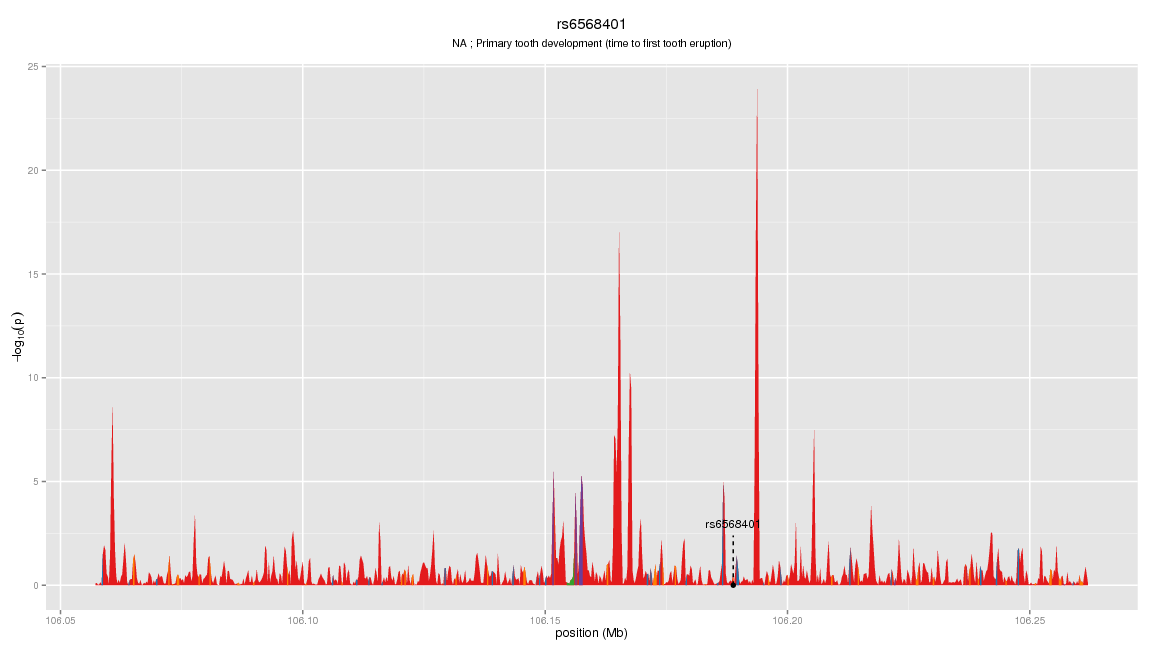 rs6568401
NA ; Primary tooth development (time to first tooth eruption)
25
20
15
10
5
0
−log10(p)
rs6568401
106.05
106.10
106.15
106.20
106.25
position (Mb)